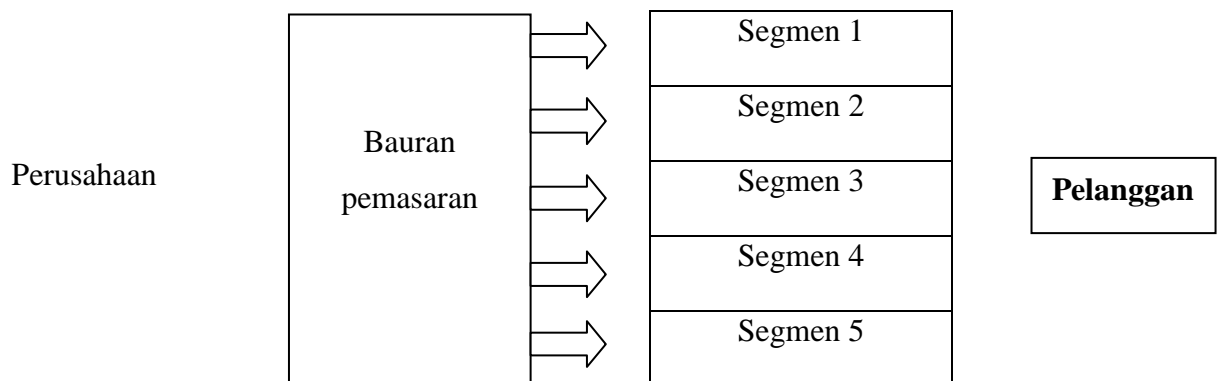 Perusahaan
Bauran
pemasaran
Segmen 1
Segmen 2
Segmen 3
Segmen 4
Segmen 5
Pelanggan